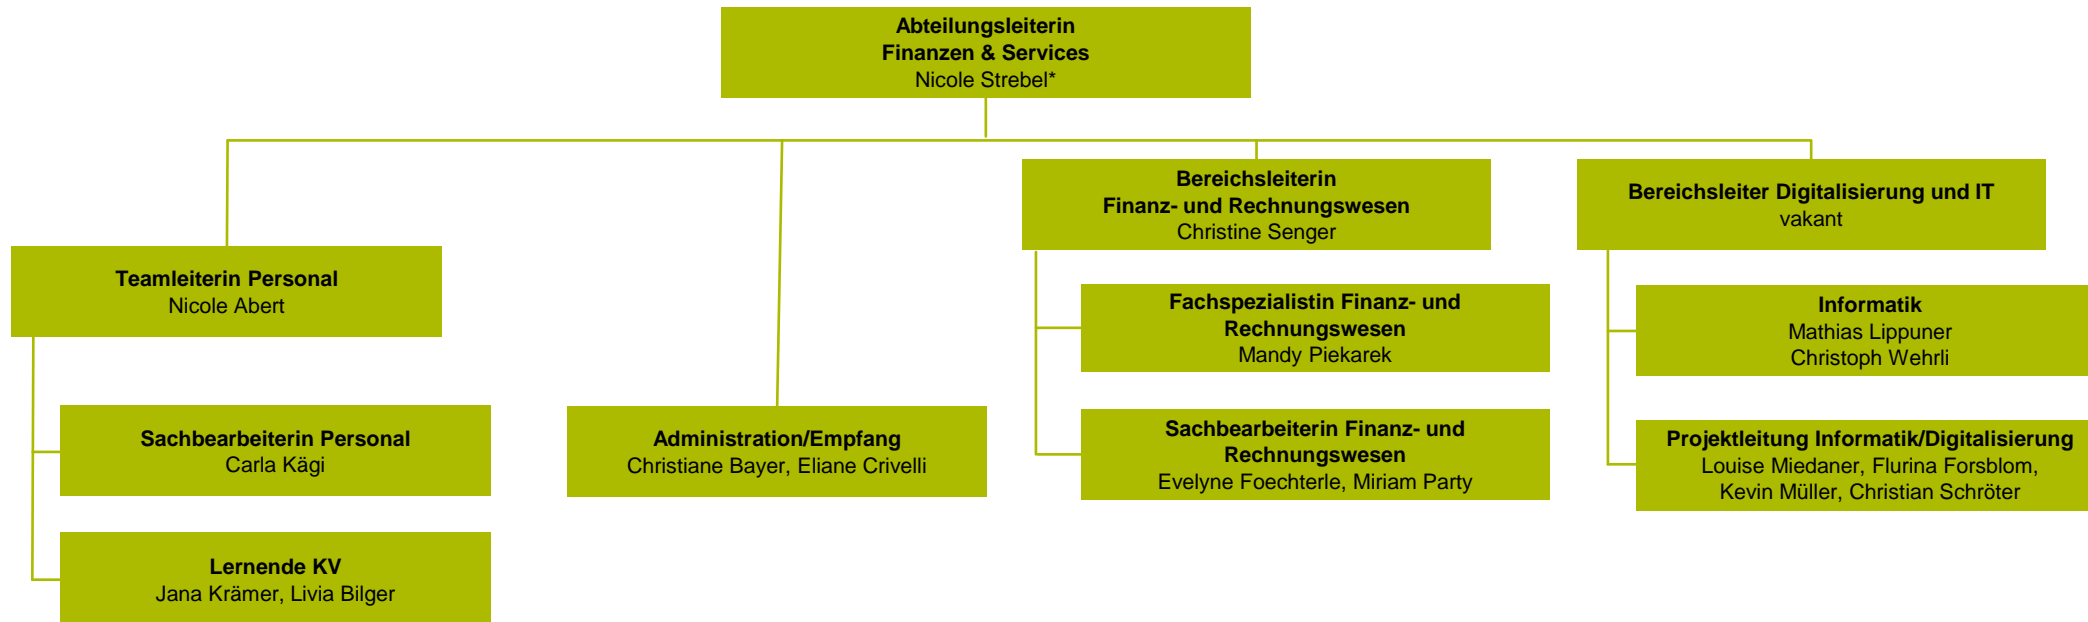 Abteilungsleiterin
Finanzen & Services
Nicole Strebel*
Teamleiterin Personal
Nicole Abert
Sachbearbeiterin Personal
Carla Kägi
Lernende KV
Jana Krämer, Livia Bilger
Administration/Empfang
Christiane Bayer, Eliane Crivelli
Bereichsleiterin
Finanz- und Rechnungswesen
Christine Senger
Fachspezialistin Finanz- und
Rechnungswesen
Mandy Piekarek
Sachbearbeiterin Finanz- und
Rechnungswesen
Evelyne Foechterle, Miriam Party
Bereichsleiter Digitalisierung und IT
vakant
Informatik
Mathias Lippuner
Christoph Wehrli
Projektleitung Informatik/Digitalisierung
Louise Miedaner, Flurina Forsblom,
Kevin Müller, Christian Schröter